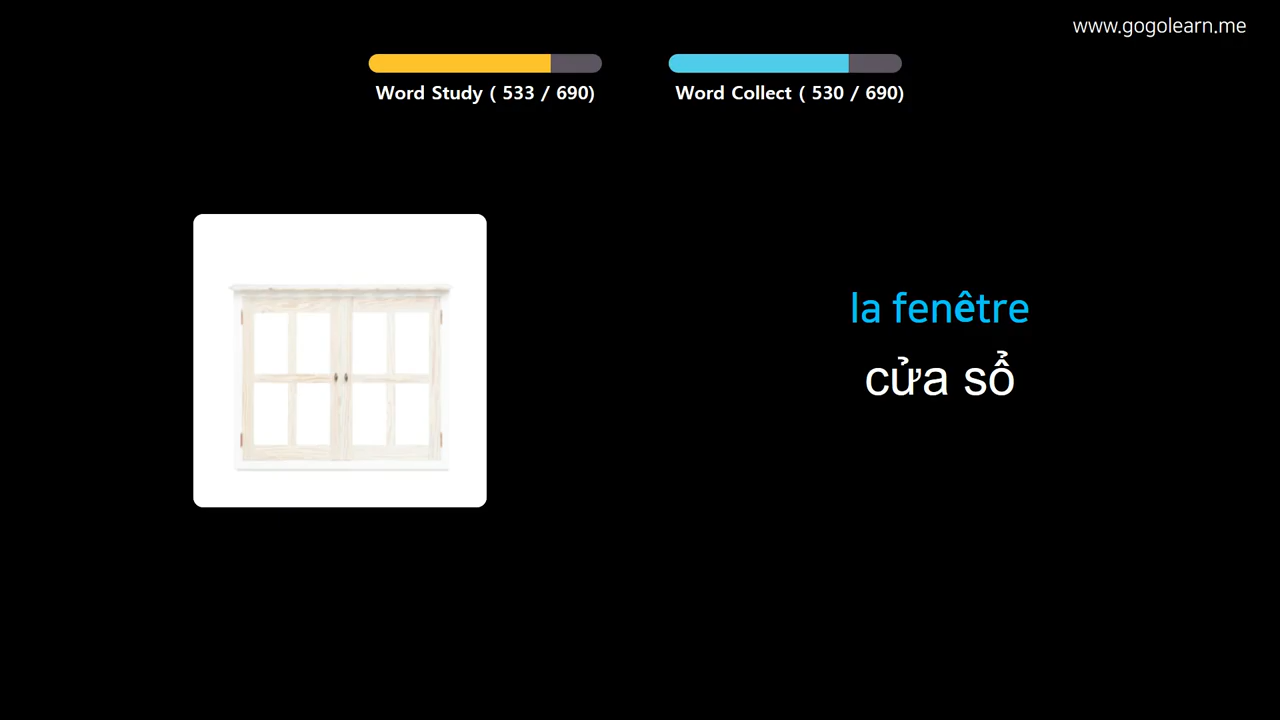 www.gogolearn.me
Word Study ( 533 / 690)
Word Collect ( 530 / 690)
la fenêtre
cửa sổ